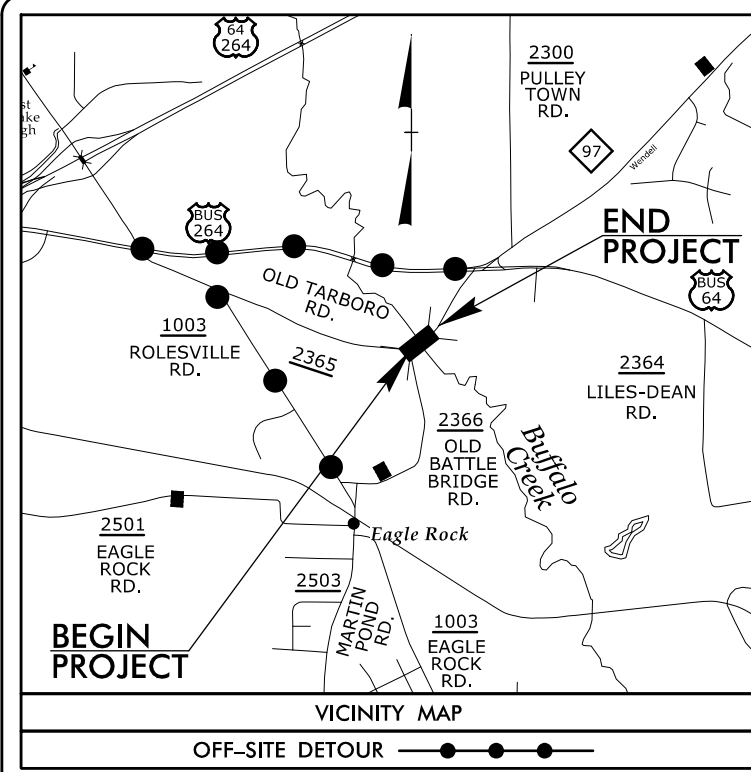 64
264
2300
PULLEY
TOWN
RD.
97
Wendell
BUS
264
END
PROJECT
BUS
64
OLD TARBORO
RD.
1003
ROLESVILLE
RD.
2365
2364
LILES-DEAN
RD.
2366
OLD
BATTLE
BRIDGE
RD.
Buffalo
Creek
2501
EAGLE
ROCK
RD.
Eagle Rock
2503
MARTIN
POND
RD.
1003
EAGLE
ROCK
RD.
BEGIN
PROJECT
VICINITY MAP
OFF-SITE DETOUR